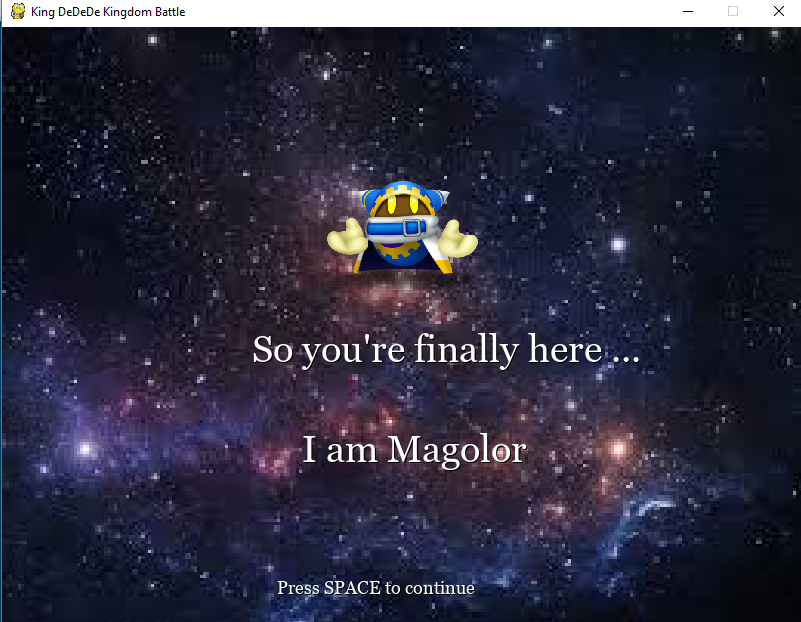 King DeDeDe Kingdom Battle
So you're finally here ...
I am Magolor
Press SPACE to continue